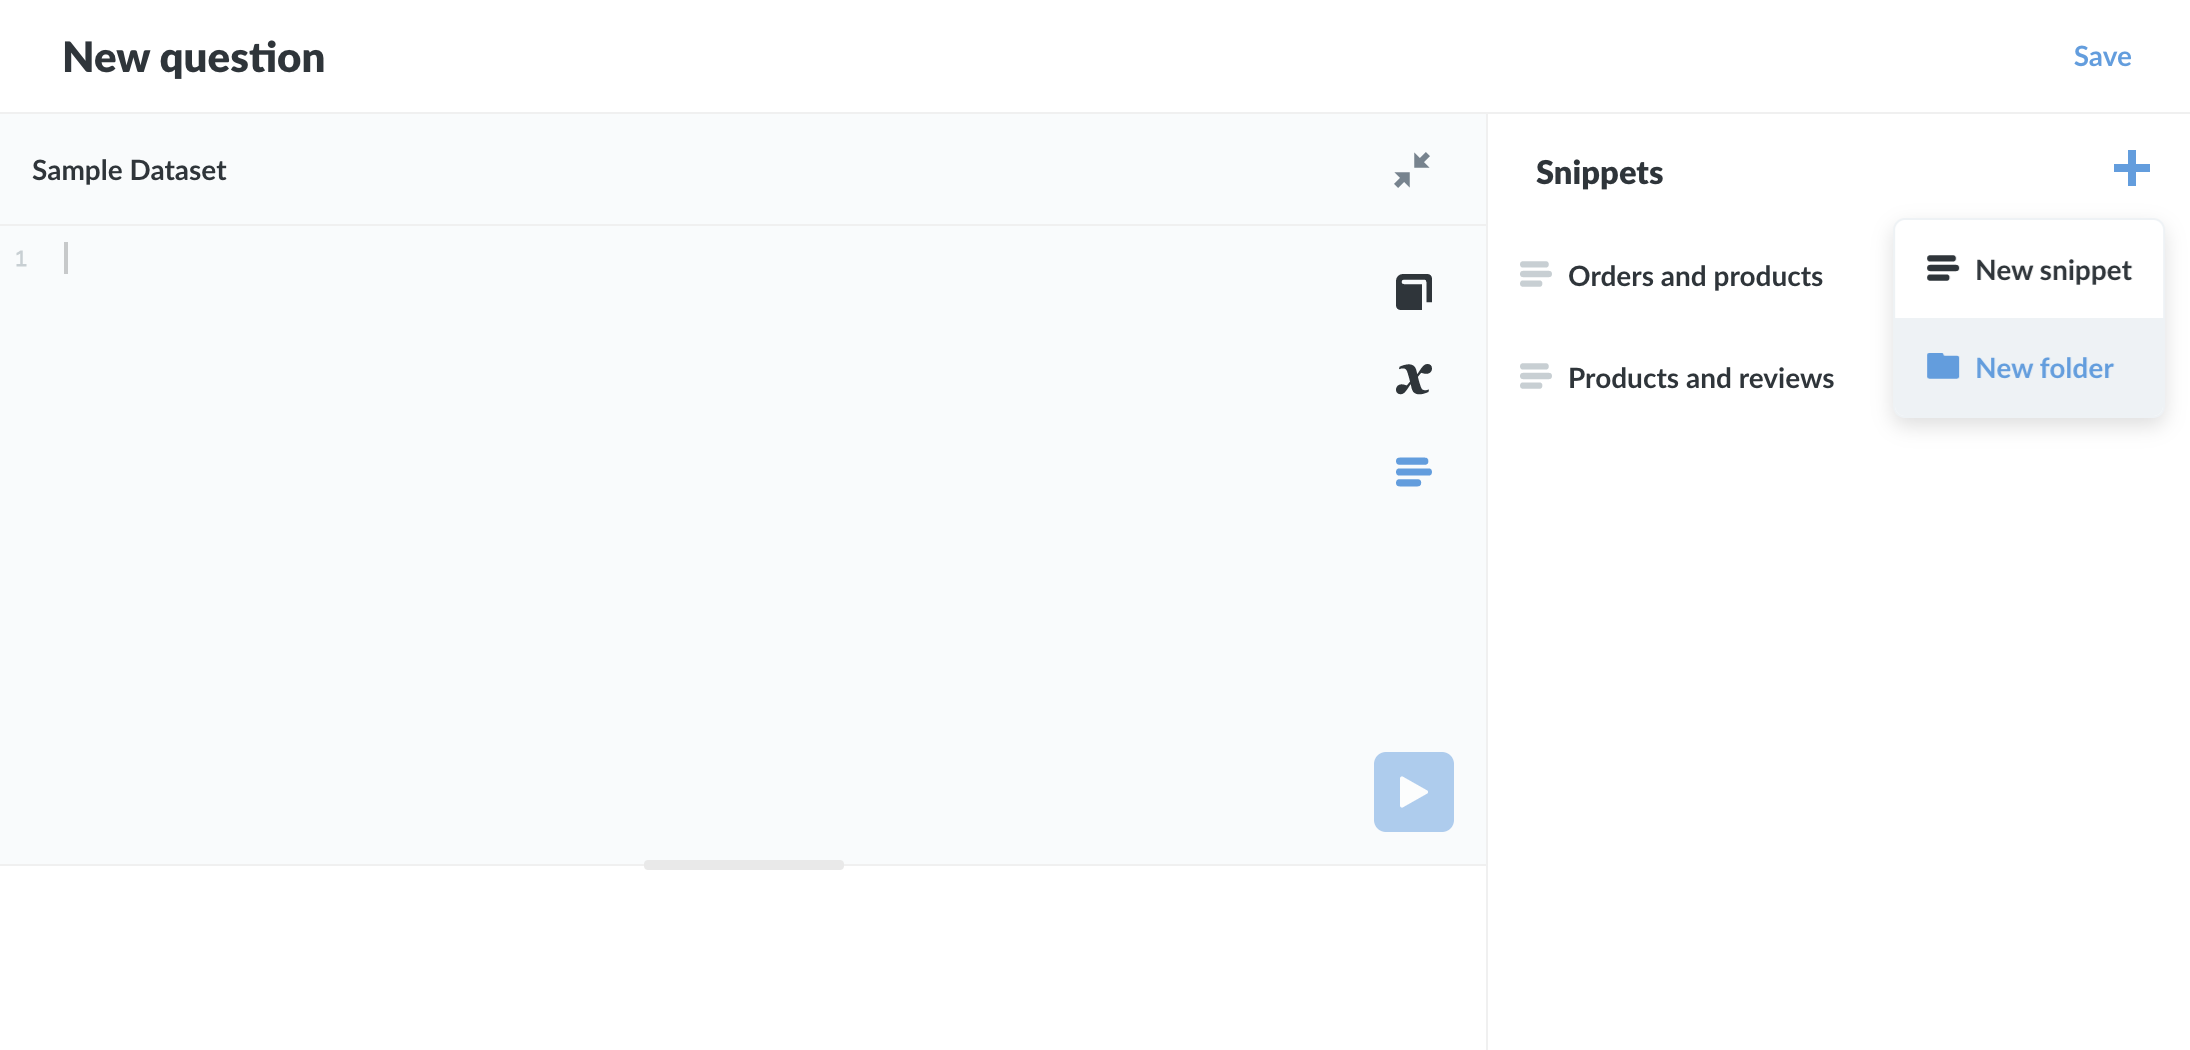 New question
Save
Sample Dataset
1
x
Snippets
Orders and products
Products and reviews
New snippet
New folder